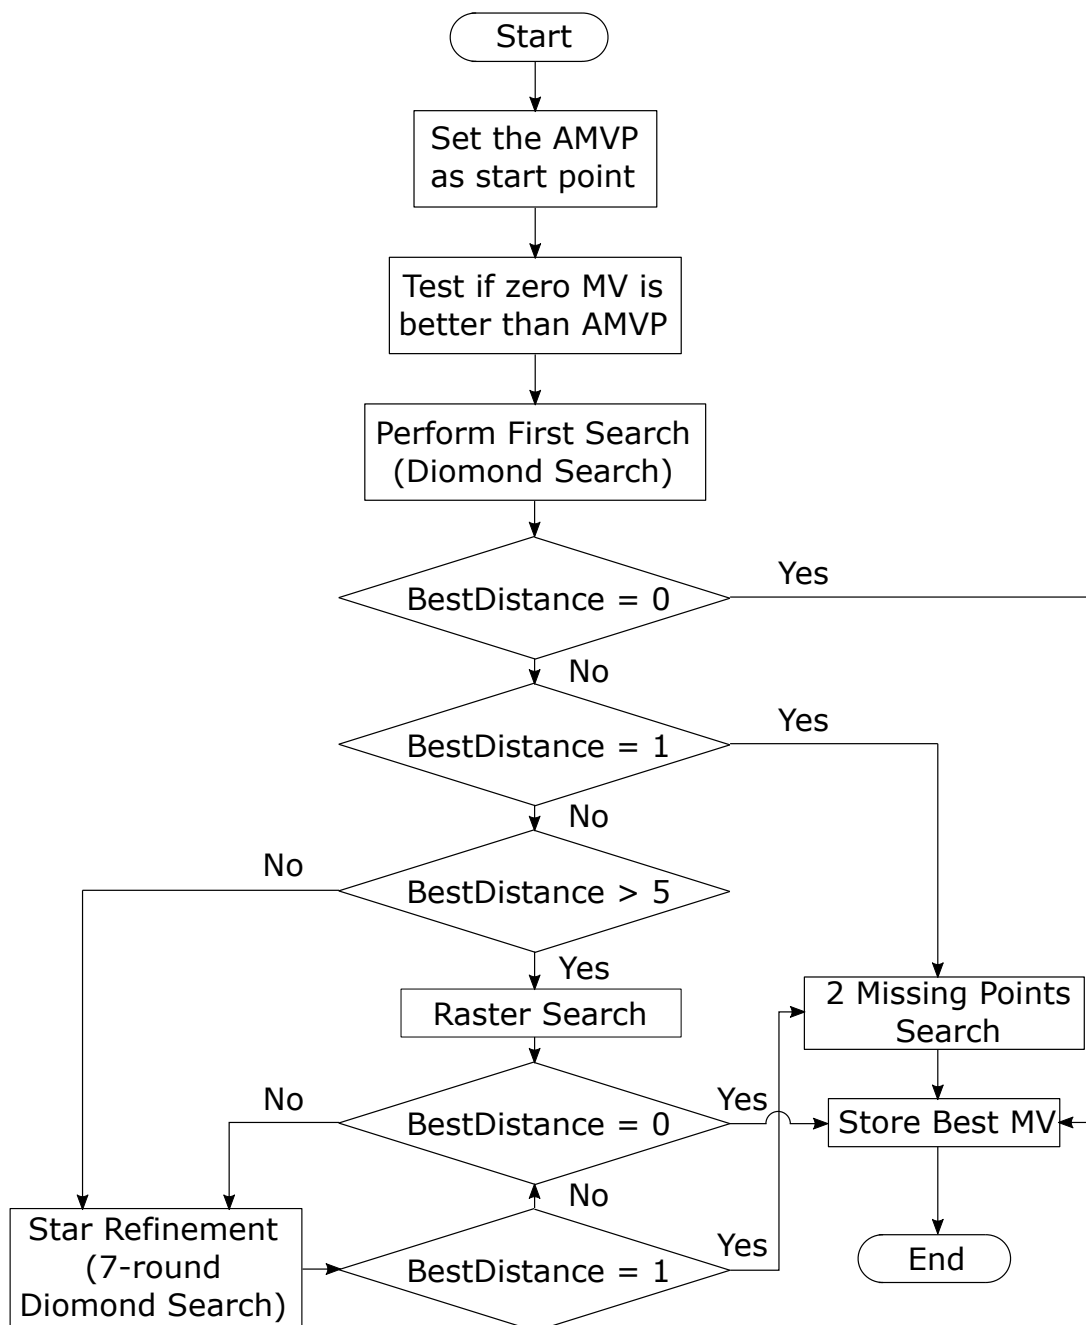 Start
Set the AMVP
as start point
Test if zero MV is
better than AMVP
Perform First Search
(Diomond Search)
BestDistance = 0
Yes
No
BestDistance = 1
Yes
No
BestDistance > 5
No
Yes
Raster Search
2 Missing Points
Search
BestDistance = 0
No
Yes
Store Best MV
Star Refinement
(7-round
Diomond Search)
BestDistance = 1
No
Yes
End